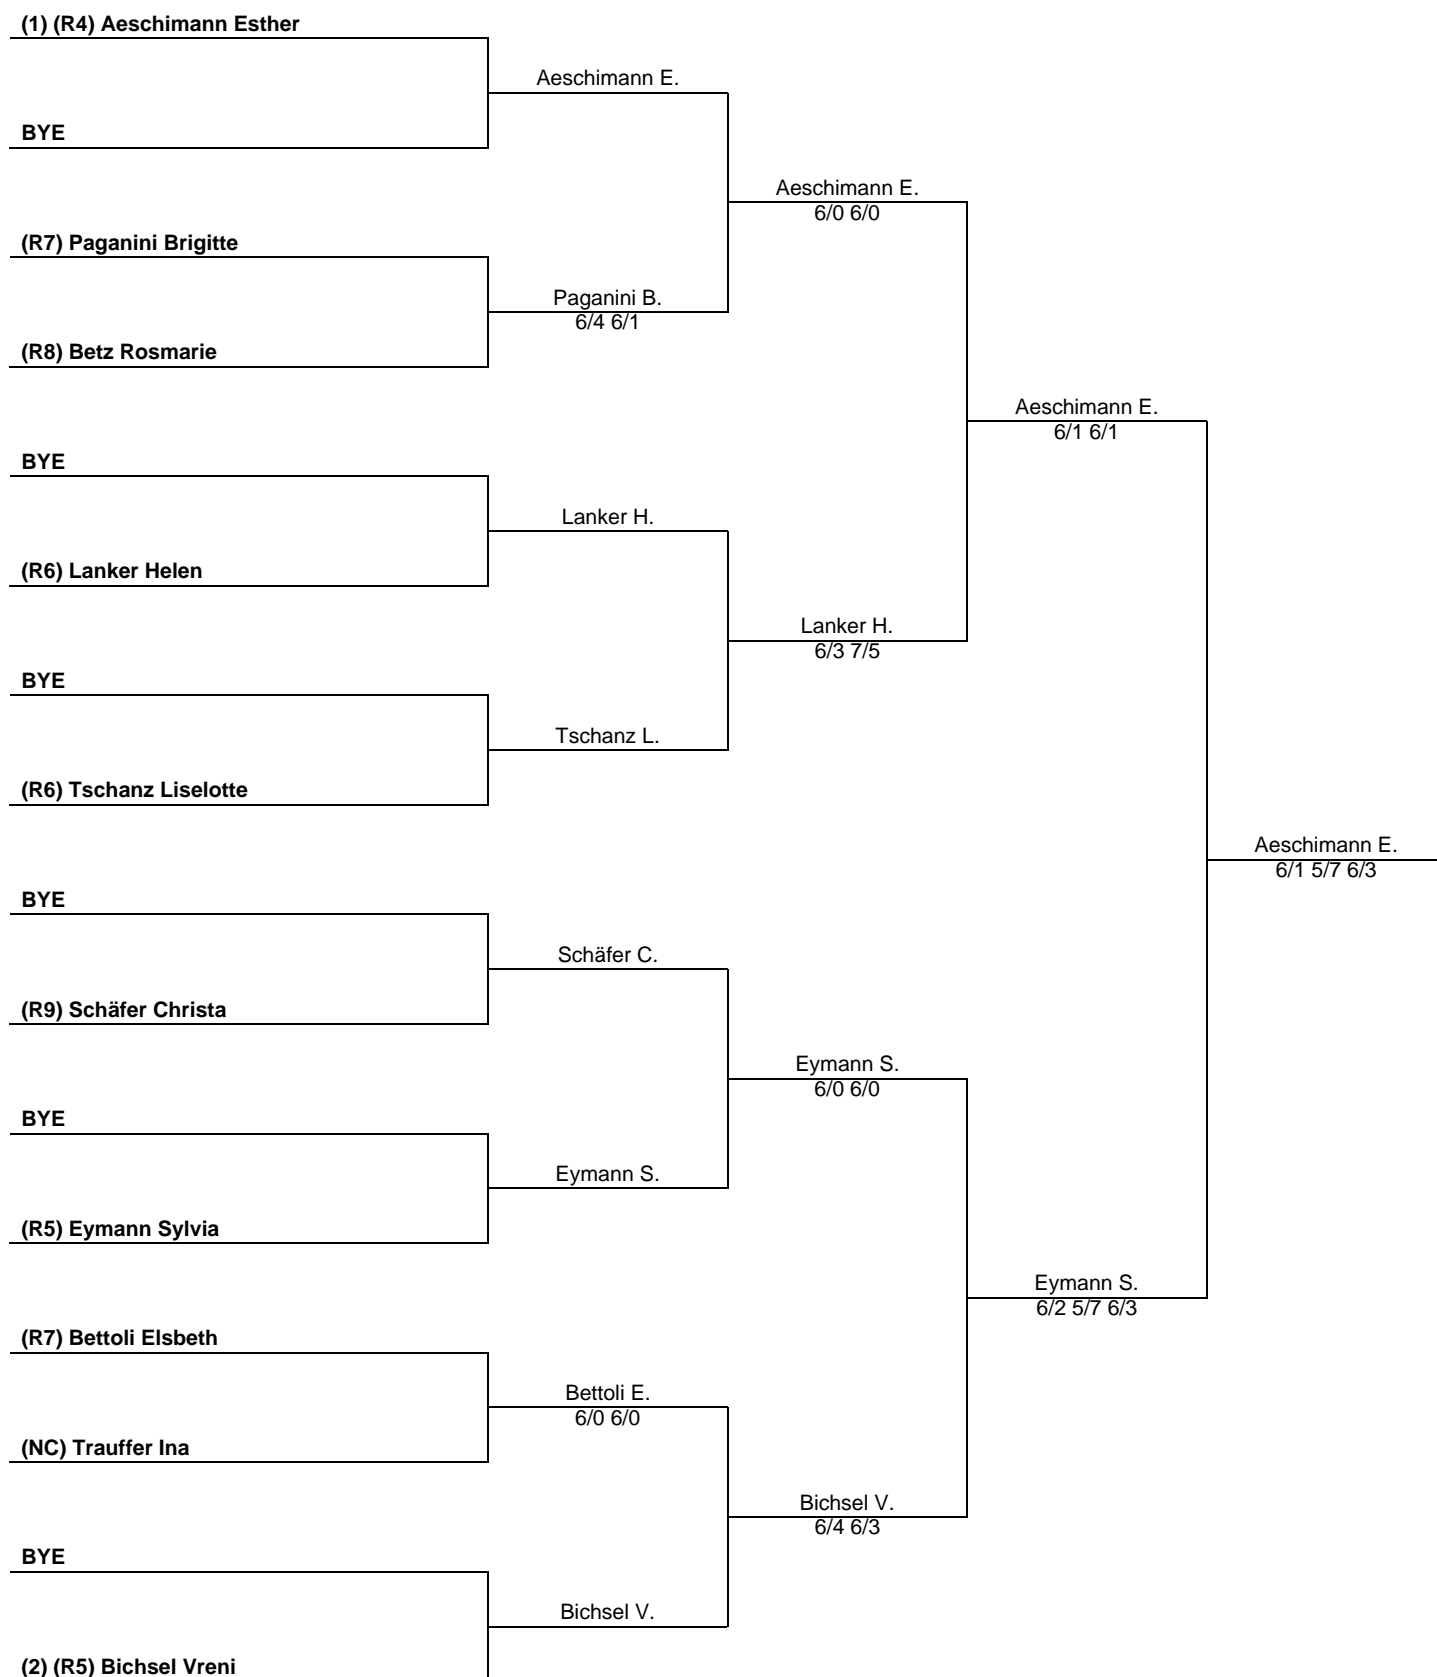 (1) (R4) Aeschimann Esther
Aeschimann E.
BYE
Aeschimann E.
6/0 6/0
(R7) Paganini Brigitte
Paganini B.
6/4 6/1
(R8) Betz Rosmarie
Aeschimann E.
6/1 6/1
BYE
Lanker H.
(R6) Lanker Helen
Lanker H.
6/3 7/5
BYE
Tschanz L.
(R6) Tschanz Liselotte
Aeschimann E.
6/1 5/7 6/3
BYE
Schäfer C.
(R9) Schäfer Christa
Eymann S.
6/0 6/0
BYE
Eymann S.
(R5) Eymann Sylvia
Eymann S.
6/2 5/7 6/3
(R7) Bettoli Elsbeth
Bettoli E.
6/0 6/0
(NC) Trauffer Ina
Bichsel V.
6/4 6/3
BYE
Bichsel V.
(2) (R5) Bichsel Vreni